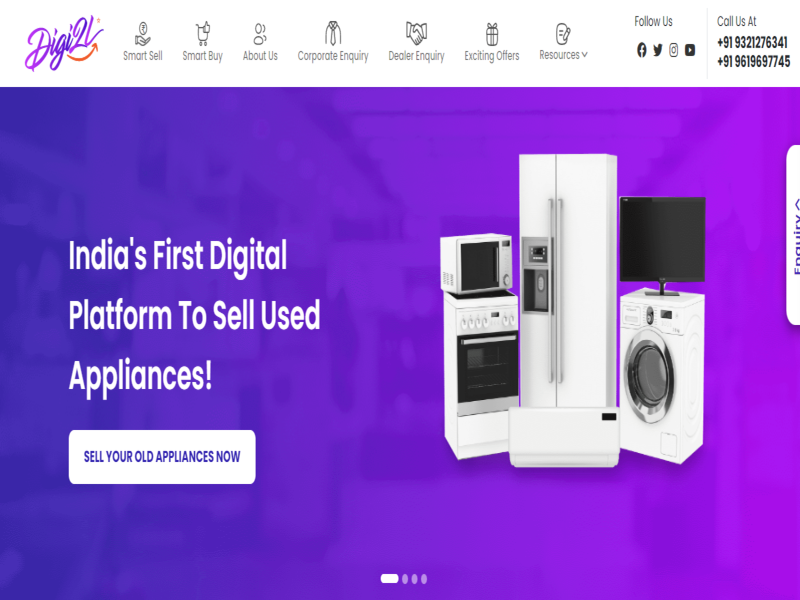 Digi2L
Smart Sell
Smart Buy
About Us
Corporate Enquiry
Dealer Enquiry
Exciting Offers
Resources
Follow Us
Call Us At
+91 9321276341
+91 9619697745
India's First Digital
Platform To Sell Used
Appliances!
SELL YOUR OLD APPLIANCES NOW
Enquiry